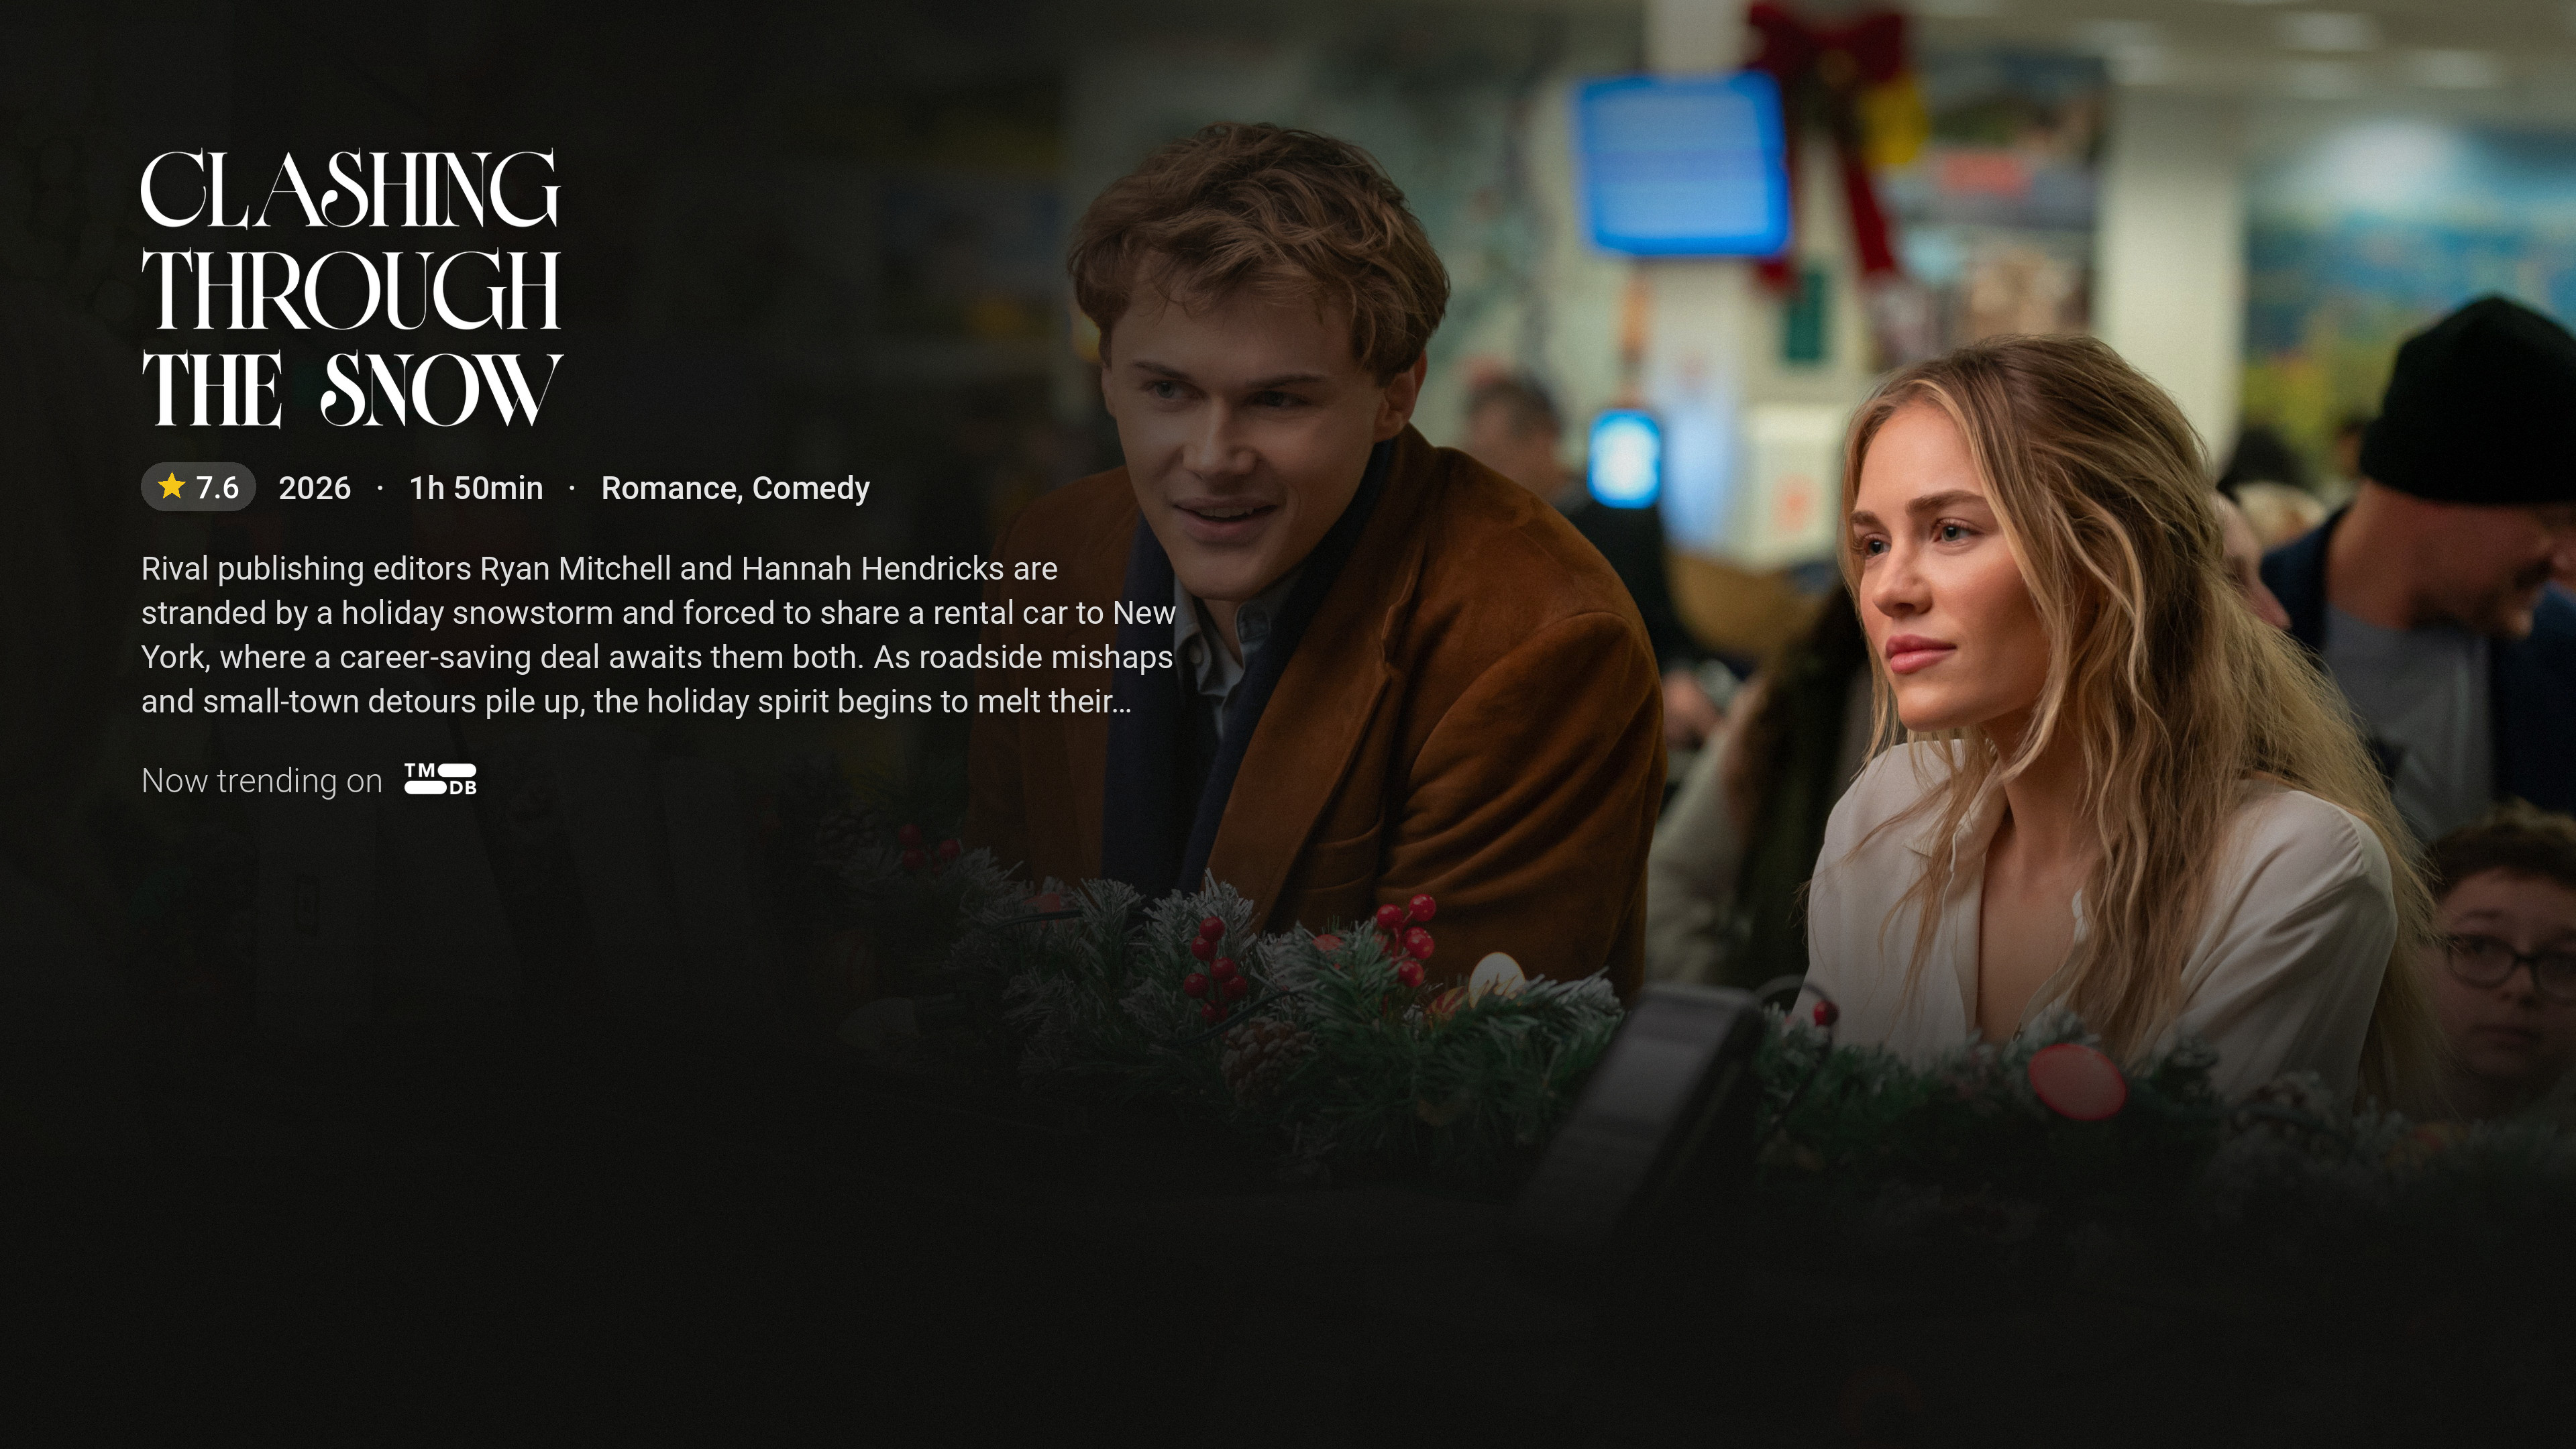 CLASHING
THROUGH
THE SNOW
7.6 2026 · 1h 50min · Romance, Comedy
Rival publishing editors Ryan Mitchell and Hannah Hendricks are
stranded by a holiday snowstorm and forced to share a rental car to New
York, where a career-saving deal awaits them both. As roadside mishaps
and small-town detours pile up, the holiday spirit begins to melt their...
Now trending on TMDB